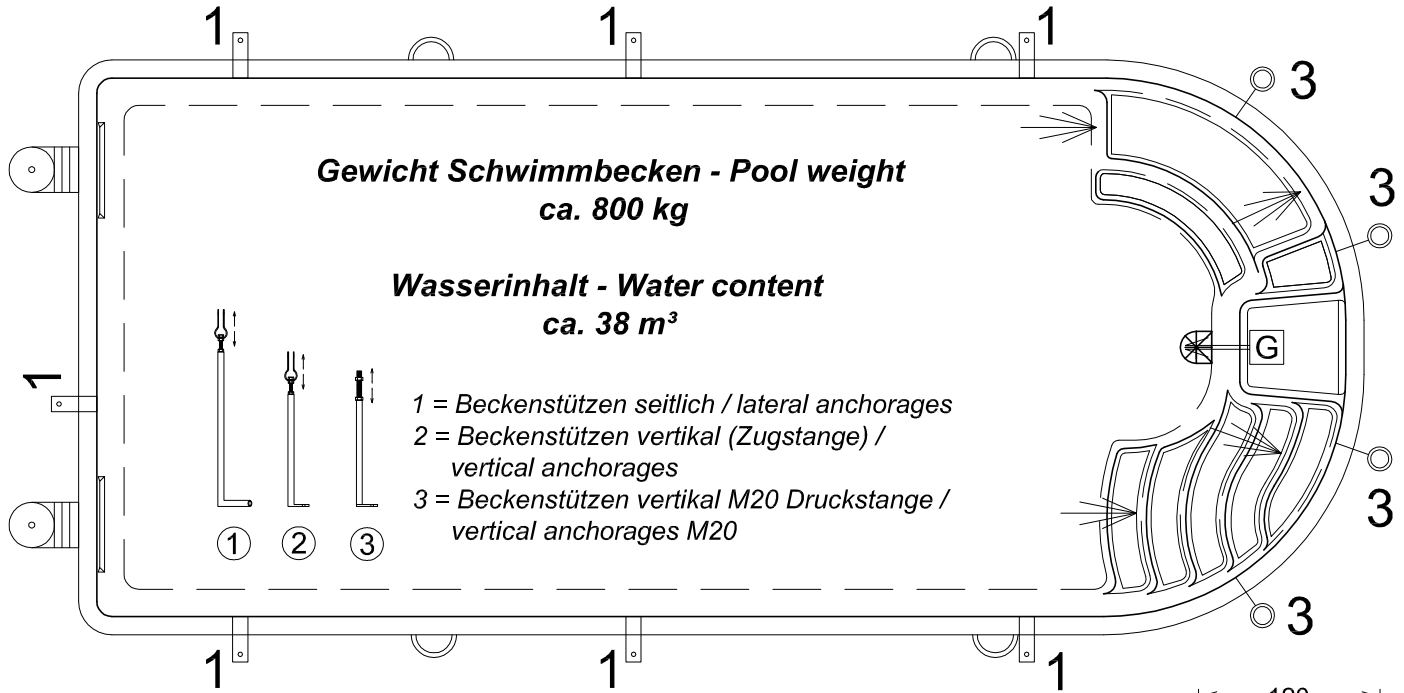 1 1 1
3
Gewicht Schwimmbecken - Pool weight
ca. 800 kg
3
Wasserinhalt - Water content
ca. 38 m³
G
1
1 = Beckenstützen seitlich / lateral anchorages
2 = Beckenstützen vertikal (Zugstange) /
vertical anchorages
3 = Beckenstützen vertikal M20 Druckstange /
vertical anchorages M20
1 2 3
3
3
1 1 1